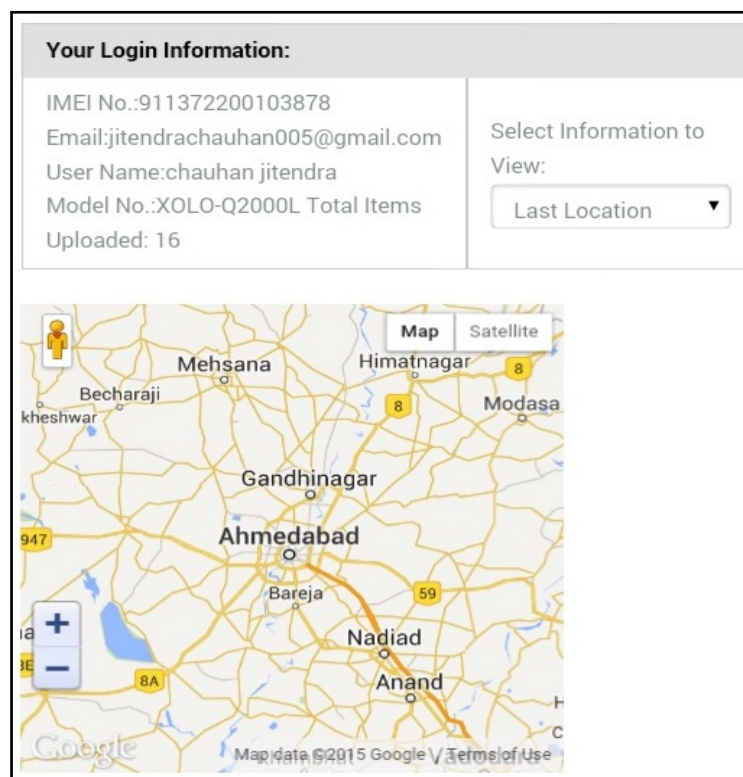 Your Login Information:
IMEI No.:911372200103878
Email:jitendrachauhan005@gmail.com
User Name:chauhan jitendra
Model No.:XOLO-Q2000L Total Items
Uploaded: 16
Select Information to
View:
Last Location
Map Satellite
Mehsana
Himatnagar
8
Becharaji
kheshwar
8
Modasa
Gandhinagar
947
Ahmedabad
Bareja
59
+
Nadiad
−
8A
Anand
Google
Map data ©2015 Google
Terms of Use
Vadodara